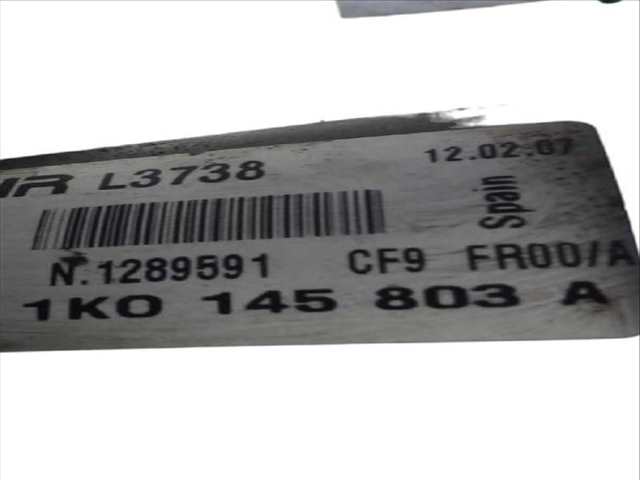 L3738 12.02.07
Spain
N.1289591 CF9 FR00/A
1K0 145 803 A